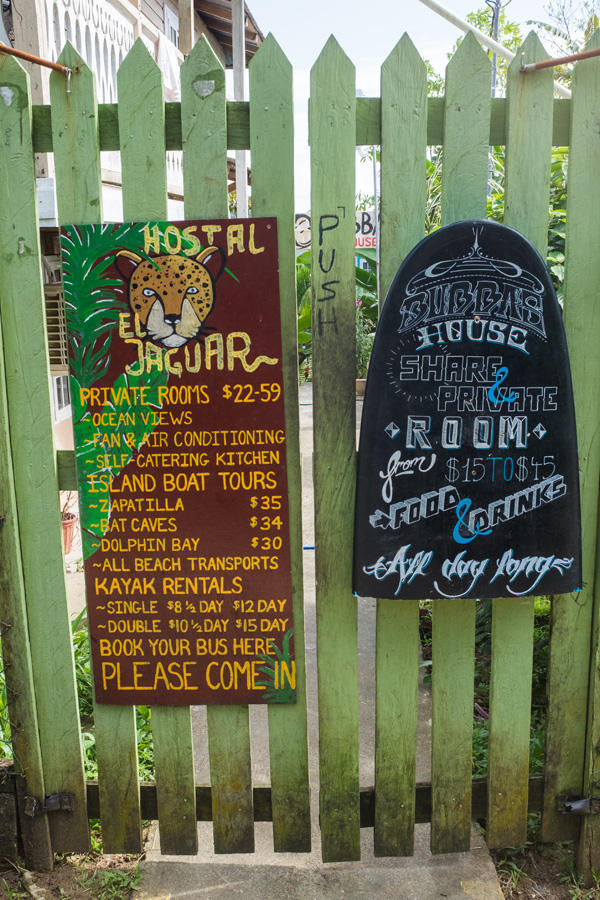 HOSTAL
EL
JAGUAR
PRIVATE ROOMS $22-59
~OCEAN VIEWS
~FAN & AIR CONDITIONING
~SELF-CATERING KITCHEN
ISLAND BOAT TOURS
~ZAPATILLA $35
~BAT CAVES $34
~DOLPHIN BAY $30
~ALL BEACH TRANSPORTS
KAYAK RENTALS
~SINGLE $8 ½ DAY $12 DAY
~DOUBLE $10 ½ DAY $15 DAY
BOOK YOUR BUS HERE
PLEASE COME IN
PUSH
BUBBAS
HOUSE
SHARE &
PRIVATE
ROOM
from $15 TO $45
FOOD & DRINKS
All day long